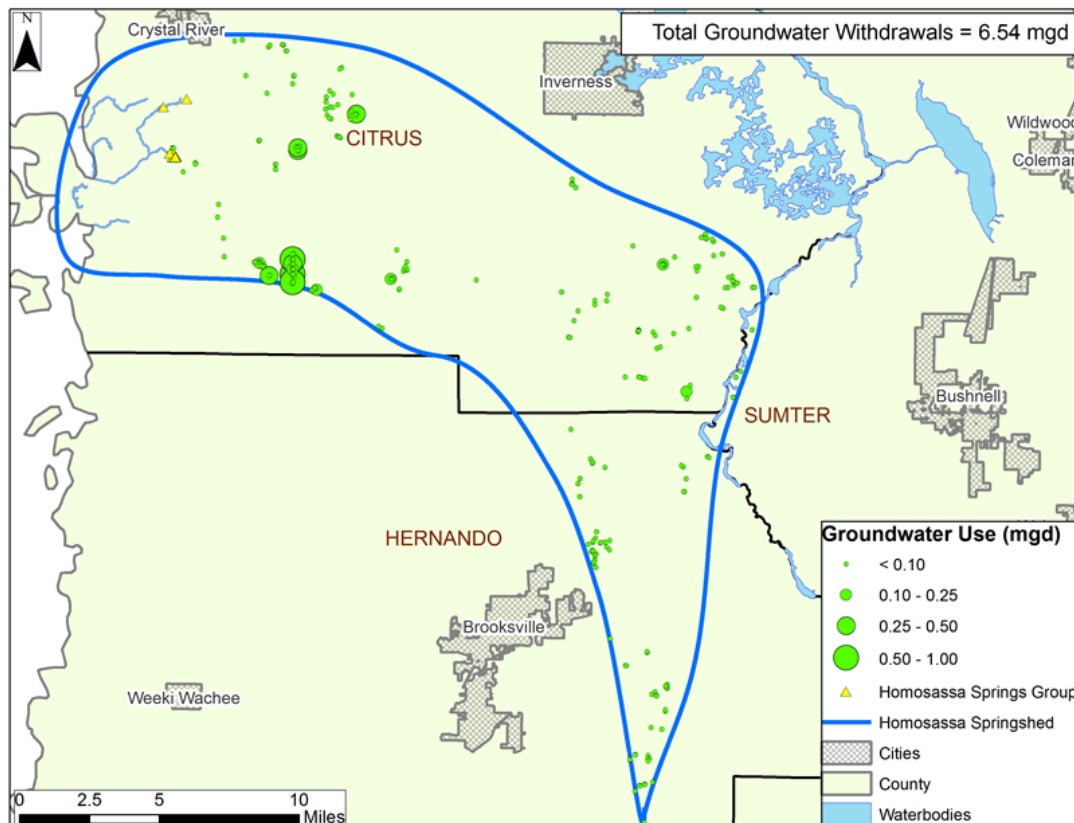 N
Crystal River
Total Groundwater Withdrawals = 6.54 mgd
Inverness
Wildwood
Coleman
CITRUS
Bushnell
SUMTER
HERNANDO
Brooksville
Weeki Wachee
Groundwater Use (mgd)
< 0.10
0.10 - 0.25
0.25 - 0.50
0.50 - 1.00
Homosassa Springs Group
Homosassa Springshed
Cities
County
Waterbodies
0 2.5 5 10
Miles